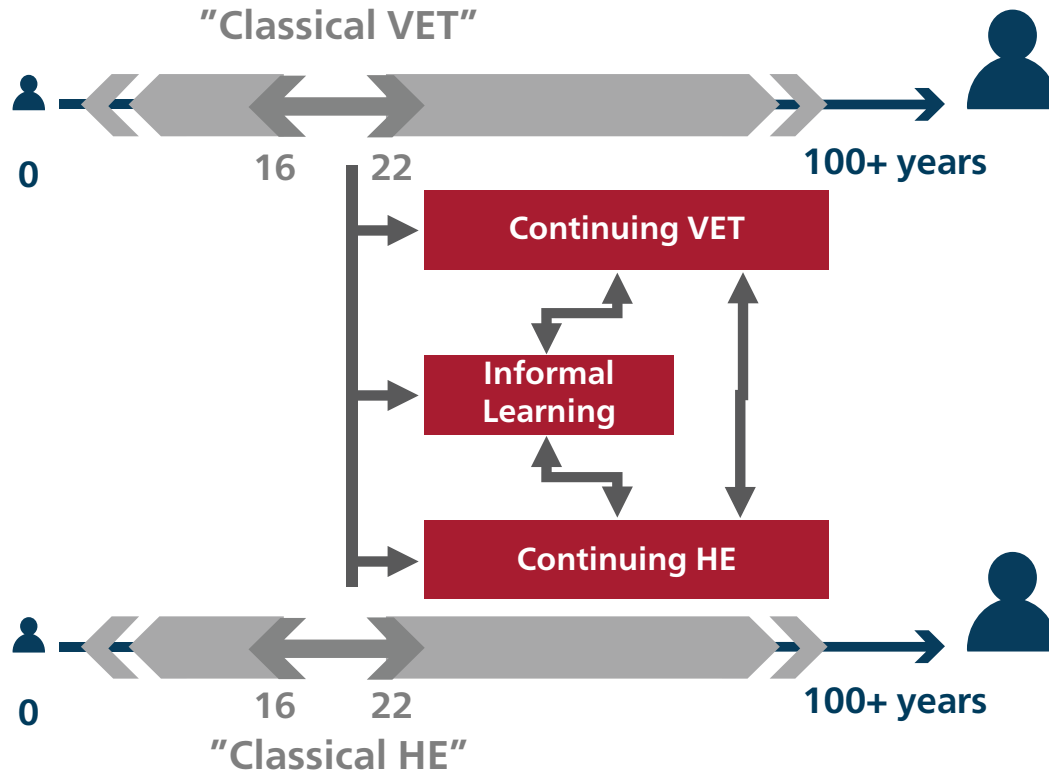 ”Classical VET”
0
16
22
100+ years
Continuing VET
Informal
Learning
Continuing HE
0
16
22
100+ years
”Classical HE”